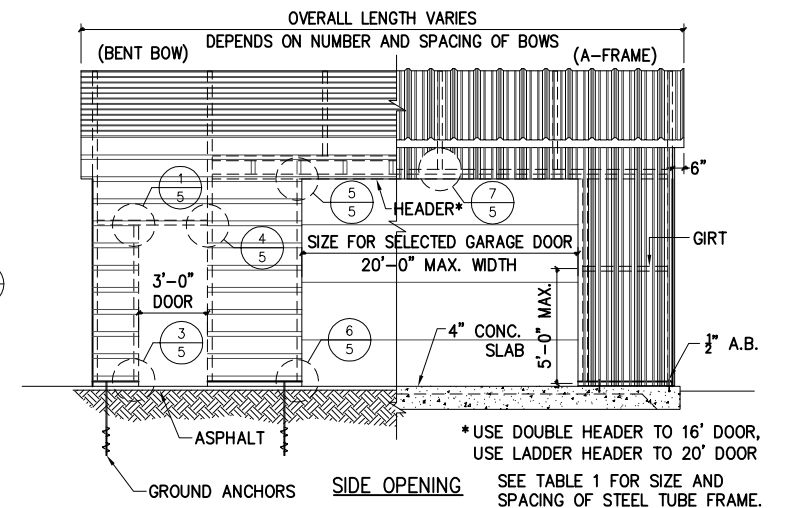 OVERALL LENGTH VARIES
DEPENDS ON NUMBER AND SPACING OF BOWS
(BENT BOW)
(A-FRAME)
1
5
5
5
7
5
6"
HEADER*
4
5
SIZE FOR SELECTED GARAGE DOOR
20'-0" MAX. WIDTH
GIRT
3'-0"
DOOR
5'-0" MAX.
3
5
6
5
4" CONC.
SLAB
½" A.B.
ASPHALT
*USE DOUBLE HEADER TO 16' DOOR,
USE LADDER HEADER TO 20' DOOR
GROUND ANCHORS
SIDE OPENING
SEE TABLE 1 FOR SIZE AND
SPACING OF STEEL TUBE FRAME.